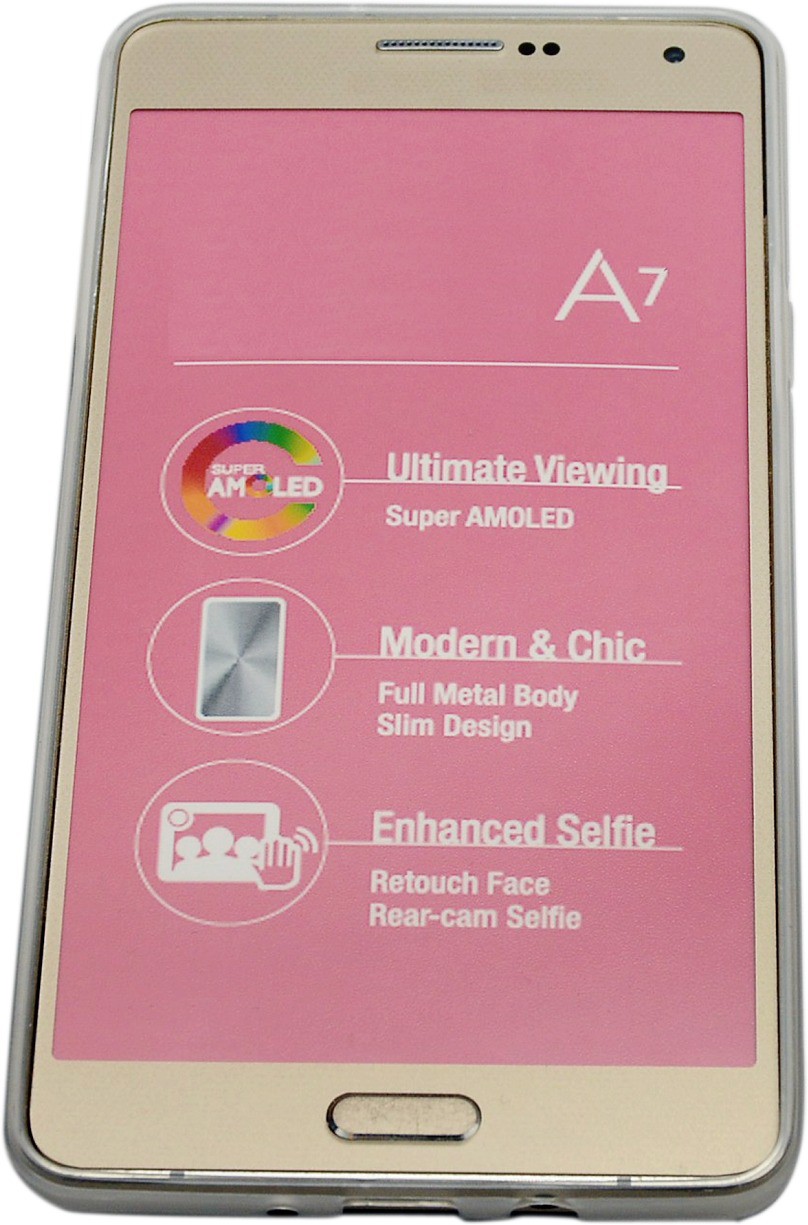 A7
SUPER
AMOLED
Ultimate Viewing
Super AMOLED
Modern & Chic
Full Metal Body
Slim Design
Enhanced Selfie
Retouch Face
Rear-cam Selfie